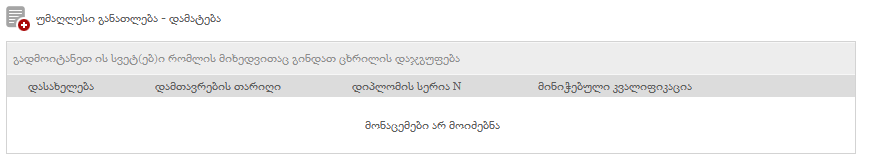 უმაღლესი განათლება - დამატება
გადმოიტანეთ ის სვეტ(ებ)ი რომლის მიხედვითაც გინდათ ცხრილის დაჯგუფება
დასახელება დამთავრების თარიღი დიპლომის სერია N მინიჭებული კვალიფიკაცია
მონაცემები არ მოიძებნა